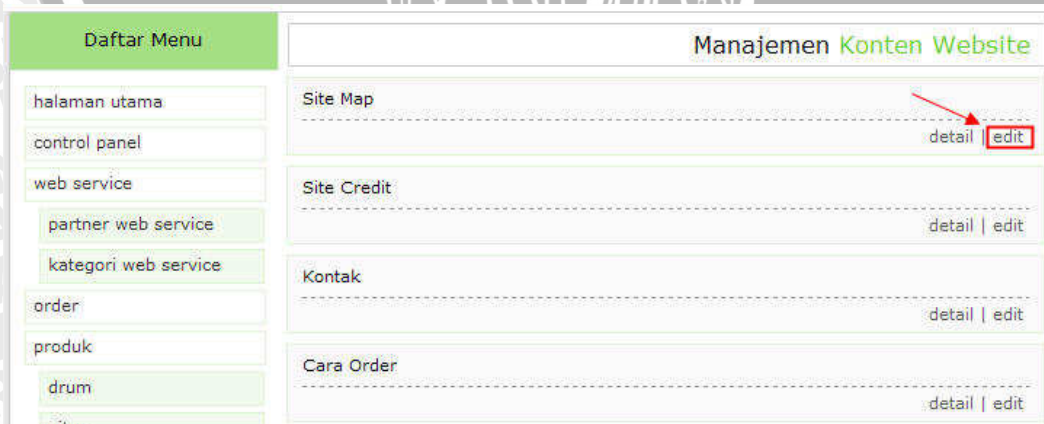 Daftar Menu
halaman utama
control panel
web service
partner web service
kategori web service
order
produk
drum
Manajemen Konten Website
Site Map
detail | edit
Site Credit
detail | edit
Kontak
detail | edit
Cara Order
detail | edit